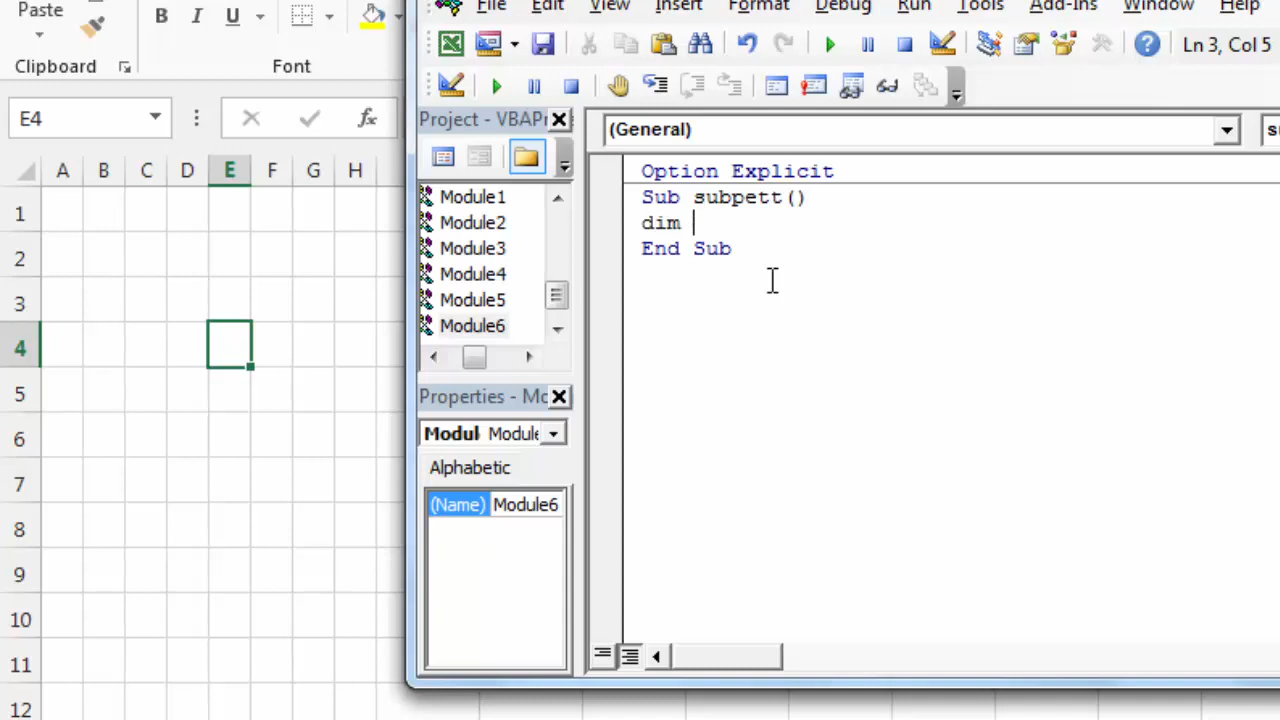 Paste
B I U
Clipboard
Font
E4
fx
A B C D E F G H
1
2
3
4
5
6
7
8
9
10
11
12
File Edit View Insert Format Debug Run Tools Add-Ins Window Help
Ln 3, Col 5
Project - VBAPr
Module1
Module2
Module3
Module4
Module5
Module6
Properties - Mo
Modul Module
Alphabetic
(Name) Module6
(General)
Option Explicit
Sub subpett()
dim
End Sub